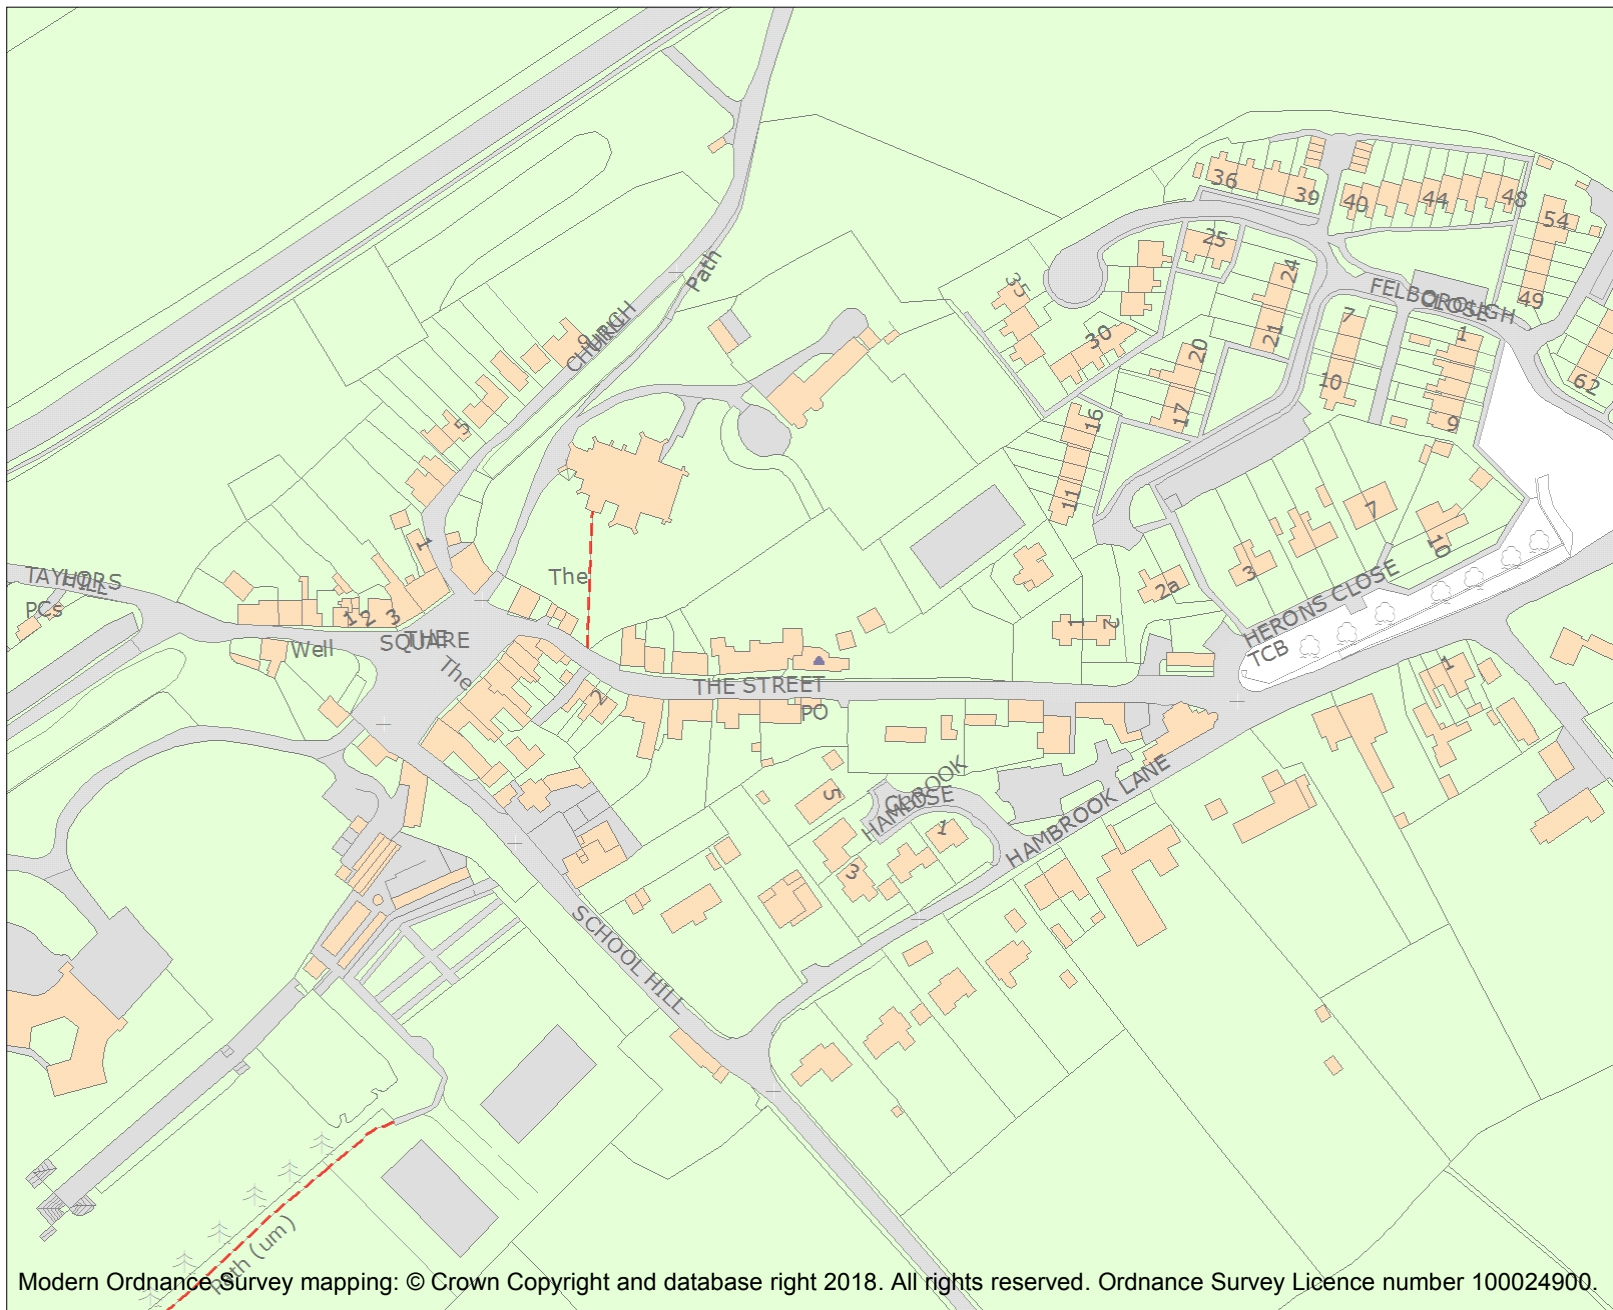 Path
36
39
40
44
48
54
25
24
35
49
FELBOROUGH
CLOSE
CHURCH
HILL
9
7
1
21
30
20
10
62
5
16
17
9
11
7
10
1
3
TAYLORS
HILL
The
2a
HERONS CLOSE
PCs
1 2 3
1
2
THE
SQUARE
Well
TCB
1
The
THE STREET
2
PO
HAMBROOK
CLOSE
5
1
HAMBROOK LANE
3
SCHOOL HILL
Path (um)
Modern Ordnance Survey mapping: © Crown Copyright and database right 2018. All rights reserved. Ordnance Survey Licence number 100024900.